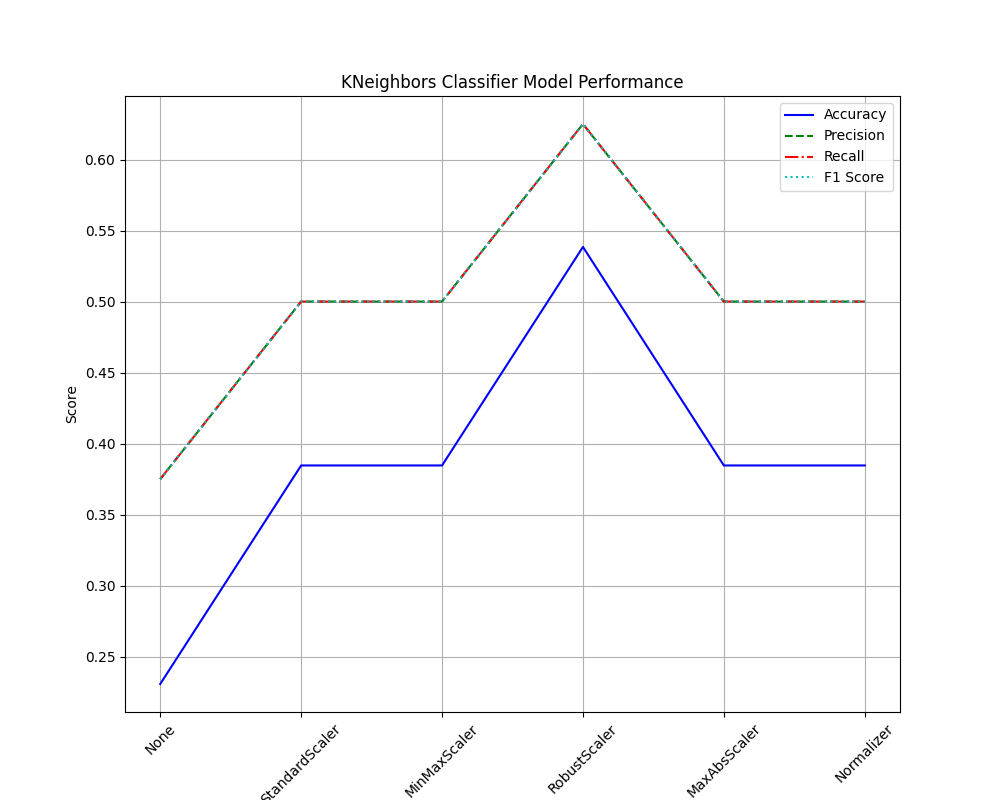 KNeighbors Classifier Model Performance
Accuracy
Precision
Recall
F1 Score
0.60
0.55
0.50
0.45
0.40
0.35
0.30
0.25
Score
None
StandardScaler
MinMaxScaler
RobustScaler
MaxAbsScaler
Normalizer